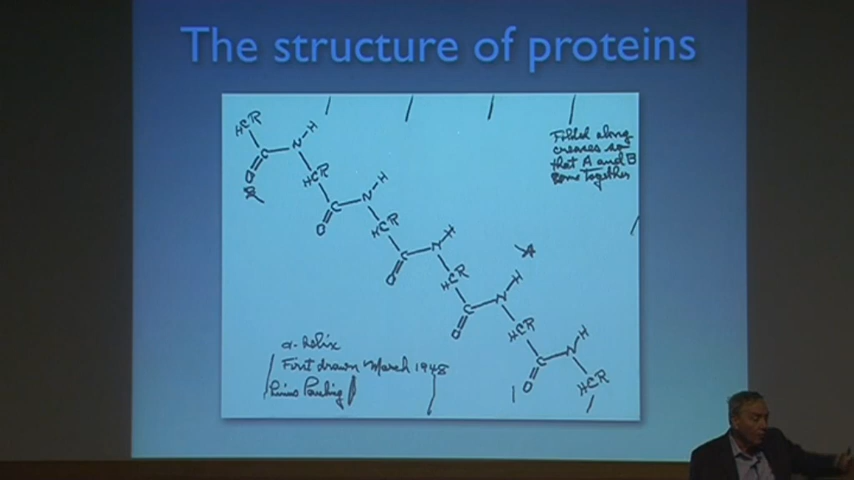 The structure of proteins
Folded along
creases so
that A and B
come together
HCR
N
H
C
O
B
HCR
N
H
C
O
HCR
N
H
C
O
A
HCR
N
H
C
O
HCR
N
H
C
O
HCR
α-helix
First drawn March 1948
Linus Pauling